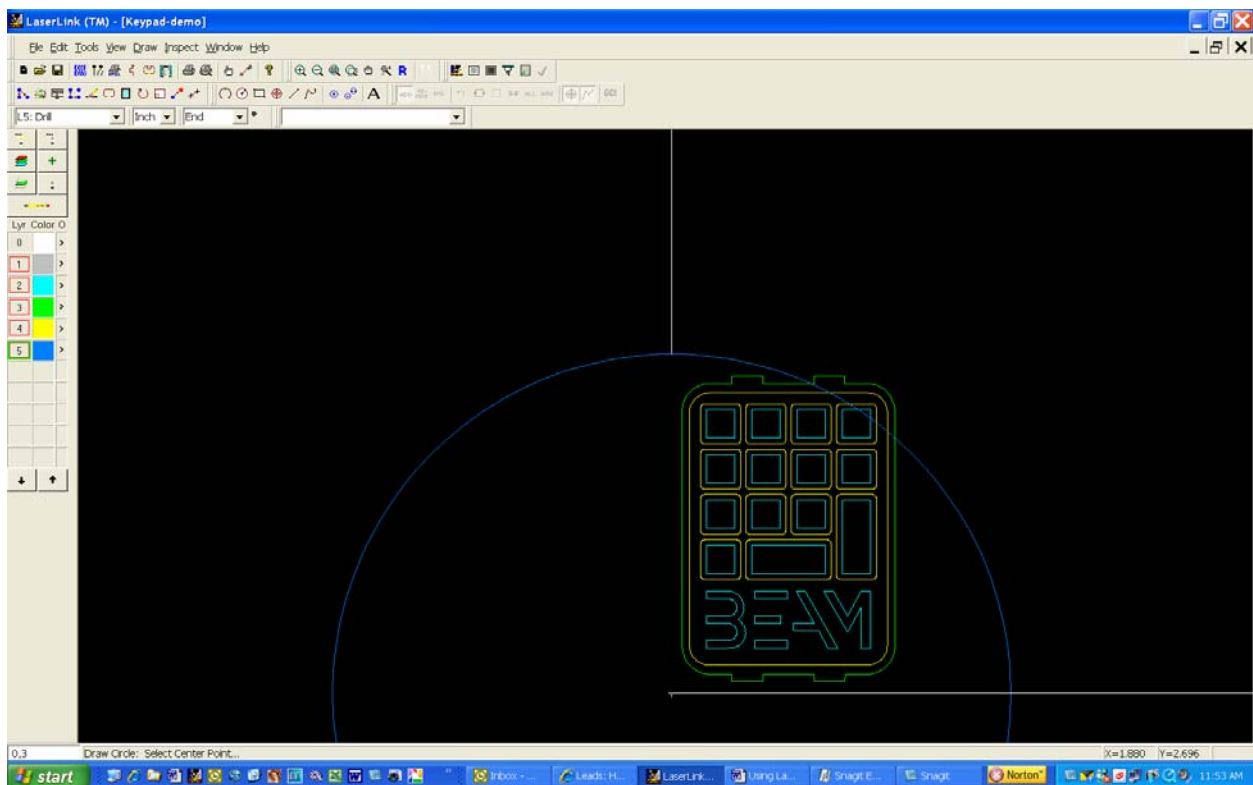 LaserLink (TM) - [Keypad-demo]
File Edit Tools View Draw Inspect Window Help
R
A
L5: Drill Inch End
Lyr Color O
0 >
1 >
2 >
3 >
4 >
5 >
BEAM
0,3 Draw Circle: Select Center Point... X=1.880 Y=2.696
start Inbox - ... Leads: H... LaserLink... Using La... Snagit E... Snagit Norton 11:53 AM